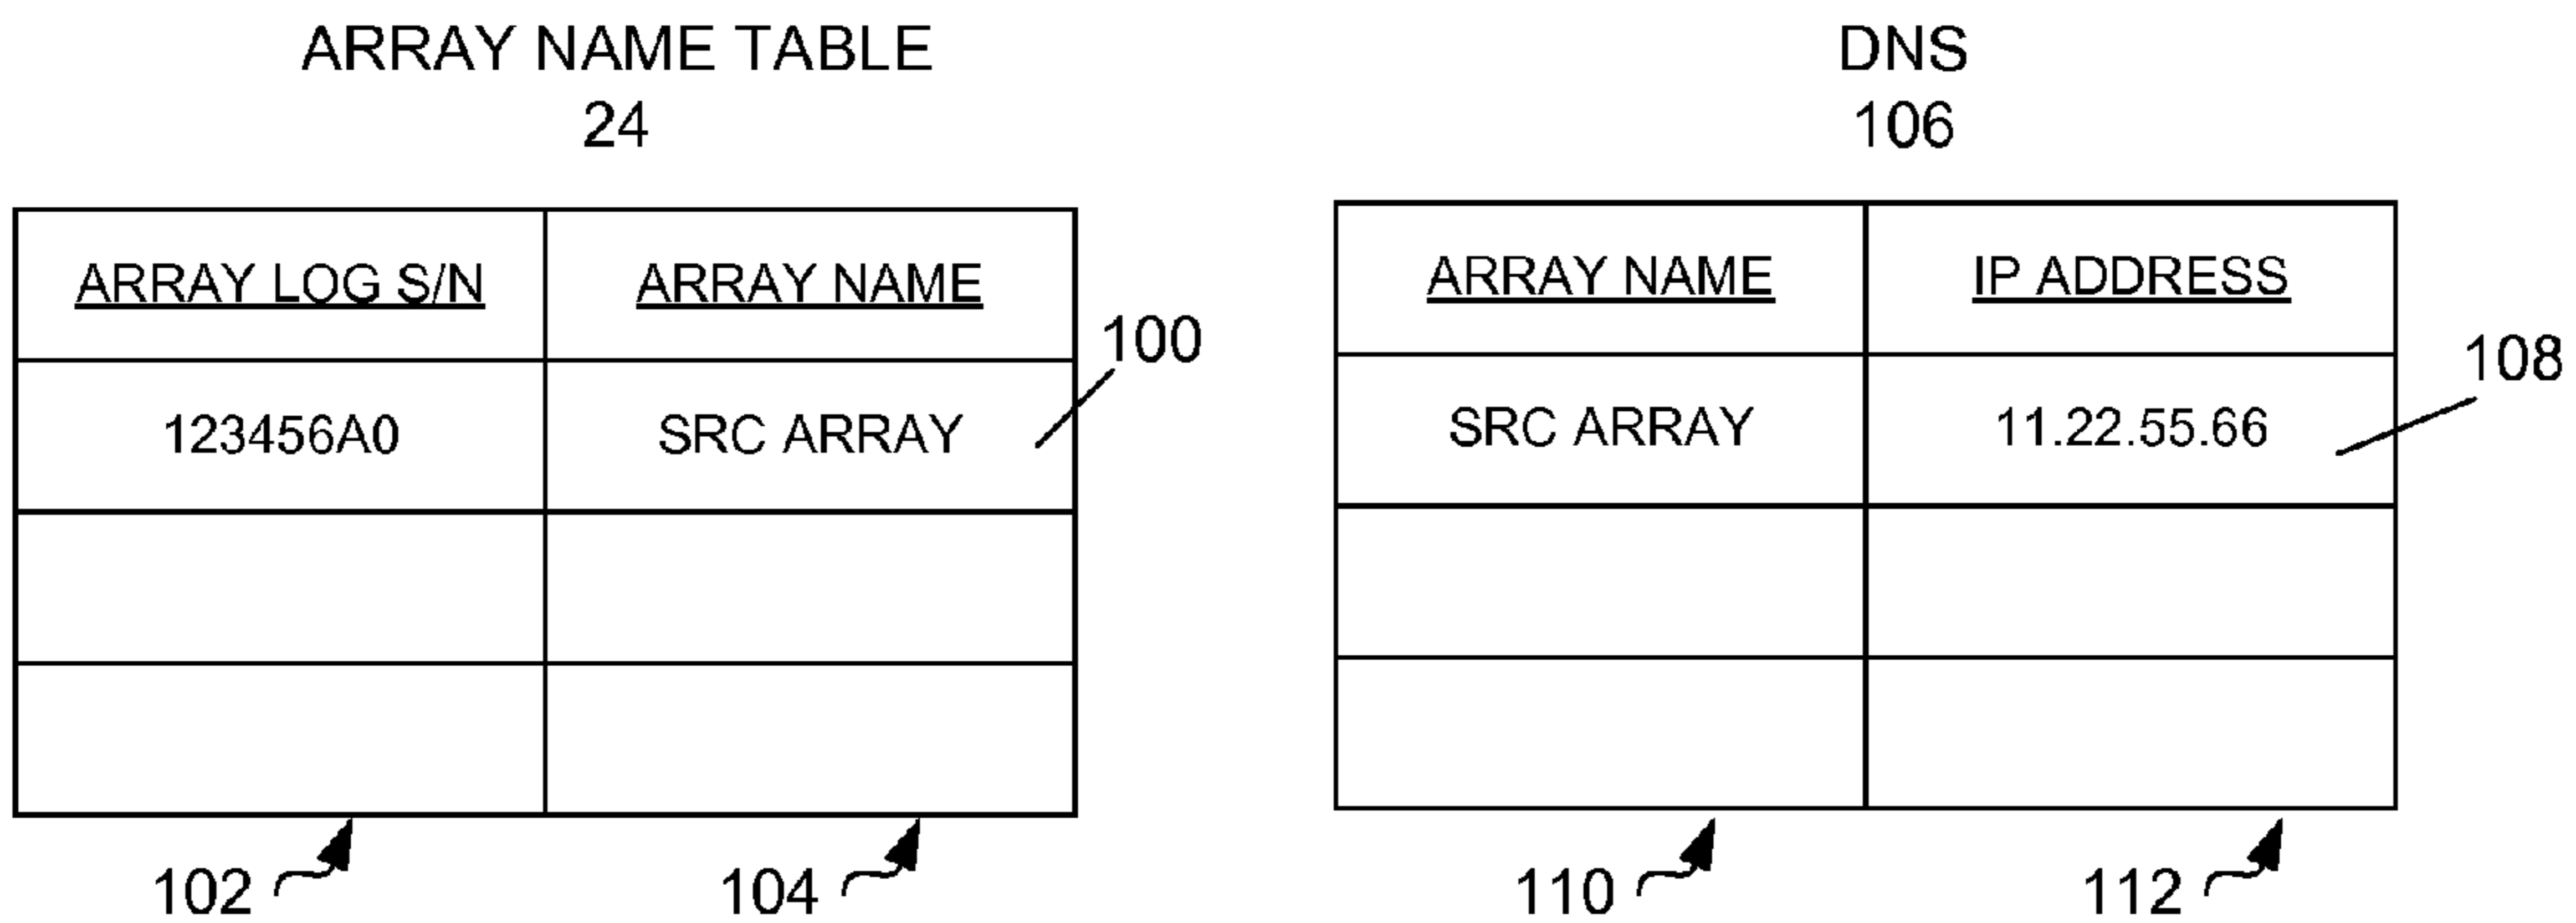 ARRAY NAME TABLE
24
ARRAY LOG S/N ARRAY NAME
123456A0 SRC ARRAY
100
102 104
DNS
106
ARRAY NAME IP ADDRESS
SRC ARRAY 11.22.55.66
108
110 112